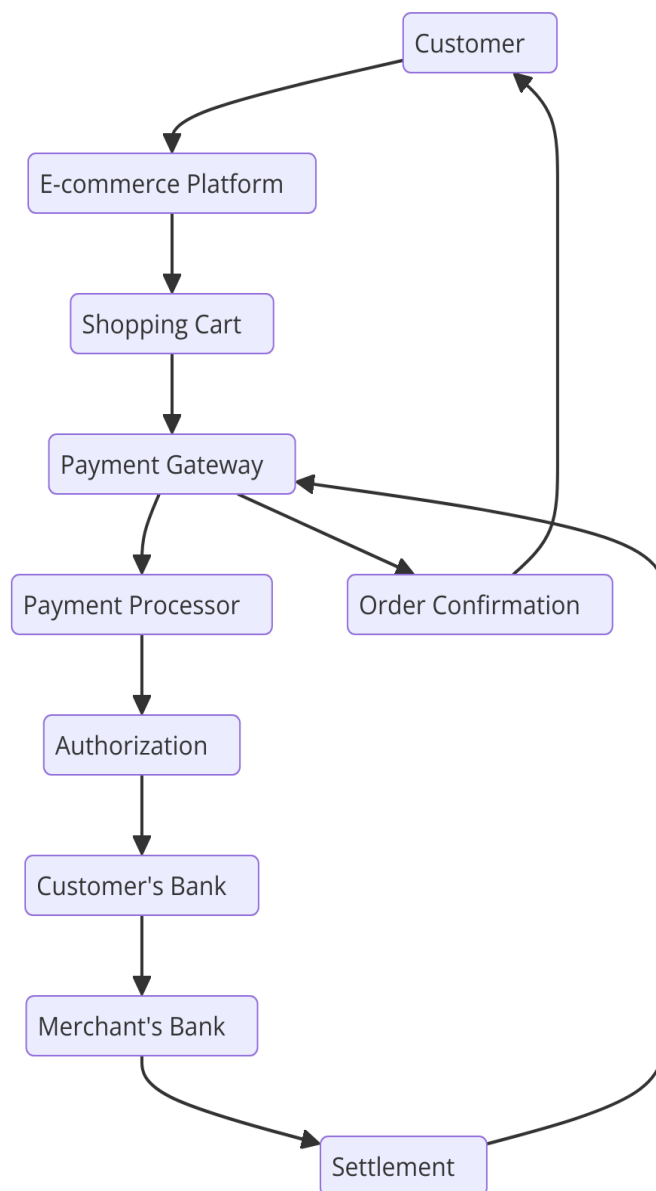 Customer
E-commerce Platform
Shopping Cart
Payment Gateway
Payment Processor
Order Confirmation
Authorization
Customer's Bank
Merchant's Bank
Settlement